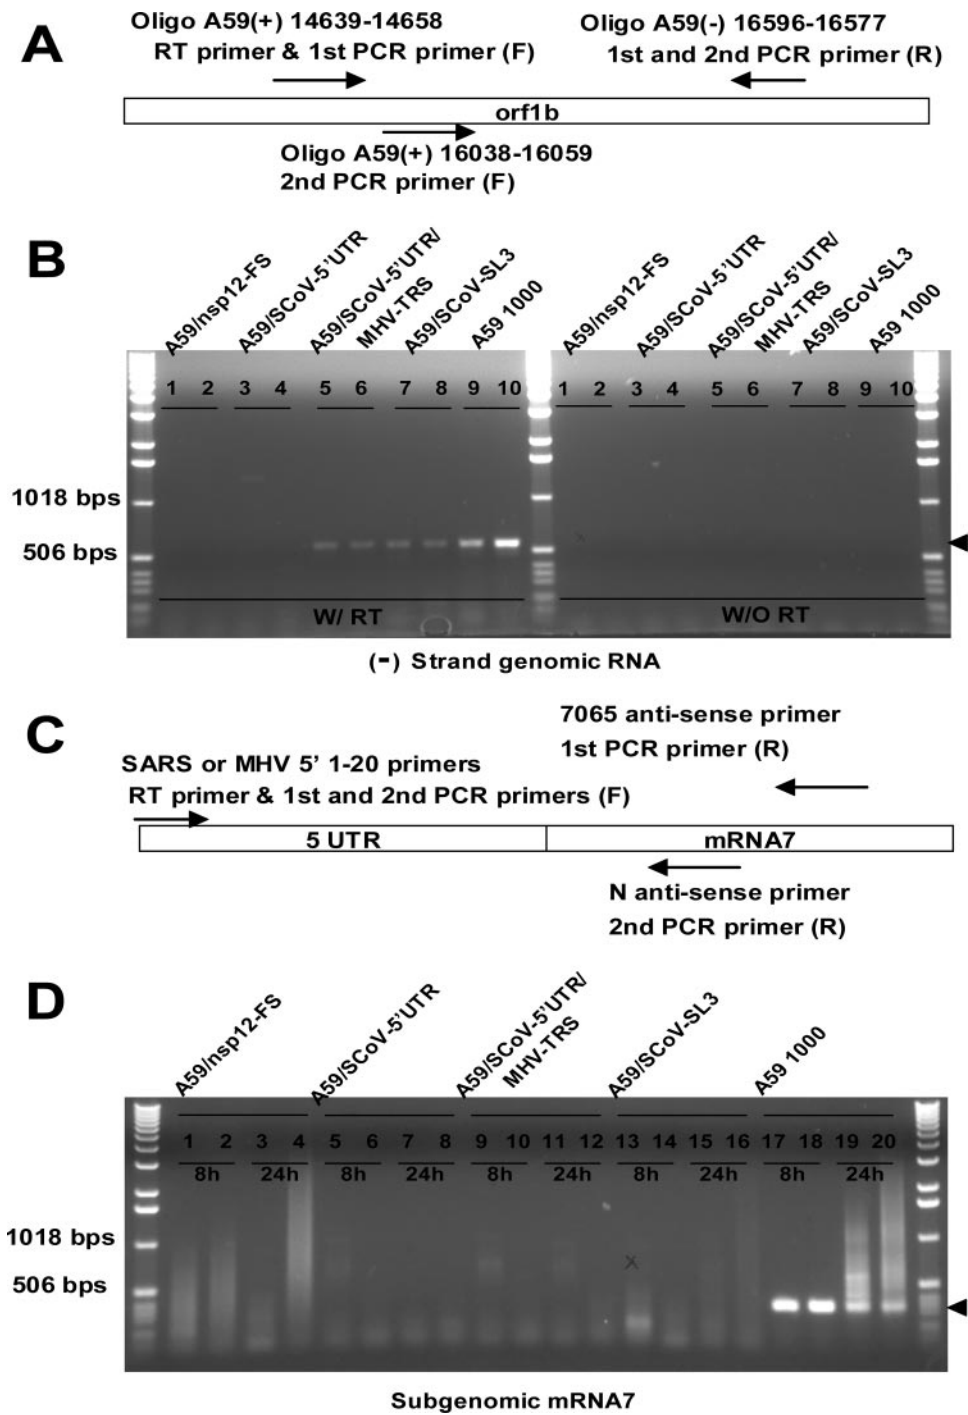 A
Oligo A59(+) 14639-14658
RT primer & 1st PCR primer (F)
Oligo A59(-) 16596-16577
1st and 2nd PCR primer (R)
orf1b
Oligo A59(+) 16038-16059
2nd PCR primer (F)
B
A59/nsp12-FS
A59/SCoV-5'UTR
A59/SCoV-5'UTR/
MHV-TRS
A59/SCoV-SL3
A59 1000
A59/nsp12-FS
A59/SCoV-5'UTR
A59/SCoV-5'UTR/
MHV-TRS
A59/SCoV-SL3
A59 1000
1 2 3 4 5 6 7 8 9 10 1 2 3 4 5 6 7 8 9 10
1018 bps
506 bps
W/ RT W/O RT
(-) Strand genomic RNA
C
7065 anti-sense primer
1st PCR primer (R)
SARS or MHV 5' 1-20 primers
RT primer & 1st and 2nd PCR primers (F)
5 UTR mRNA7
N anti-sense primer
2nd PCR primer (R)
D
A59/nsp12-FS
A59/SCoV-5'UTR
A59/SCoV-5'UTR/
MHV-TRS
A59/SCoV-SL3
A59 1000
1 2 3 4 5 6 7 8 9 10 11 12 13 14 15 16 17 18 19 20
8h 24h 8h 24h 8h 24h 8h 24h 8h 24h
1018 bps
506 bps
Subgenomic mRNA7